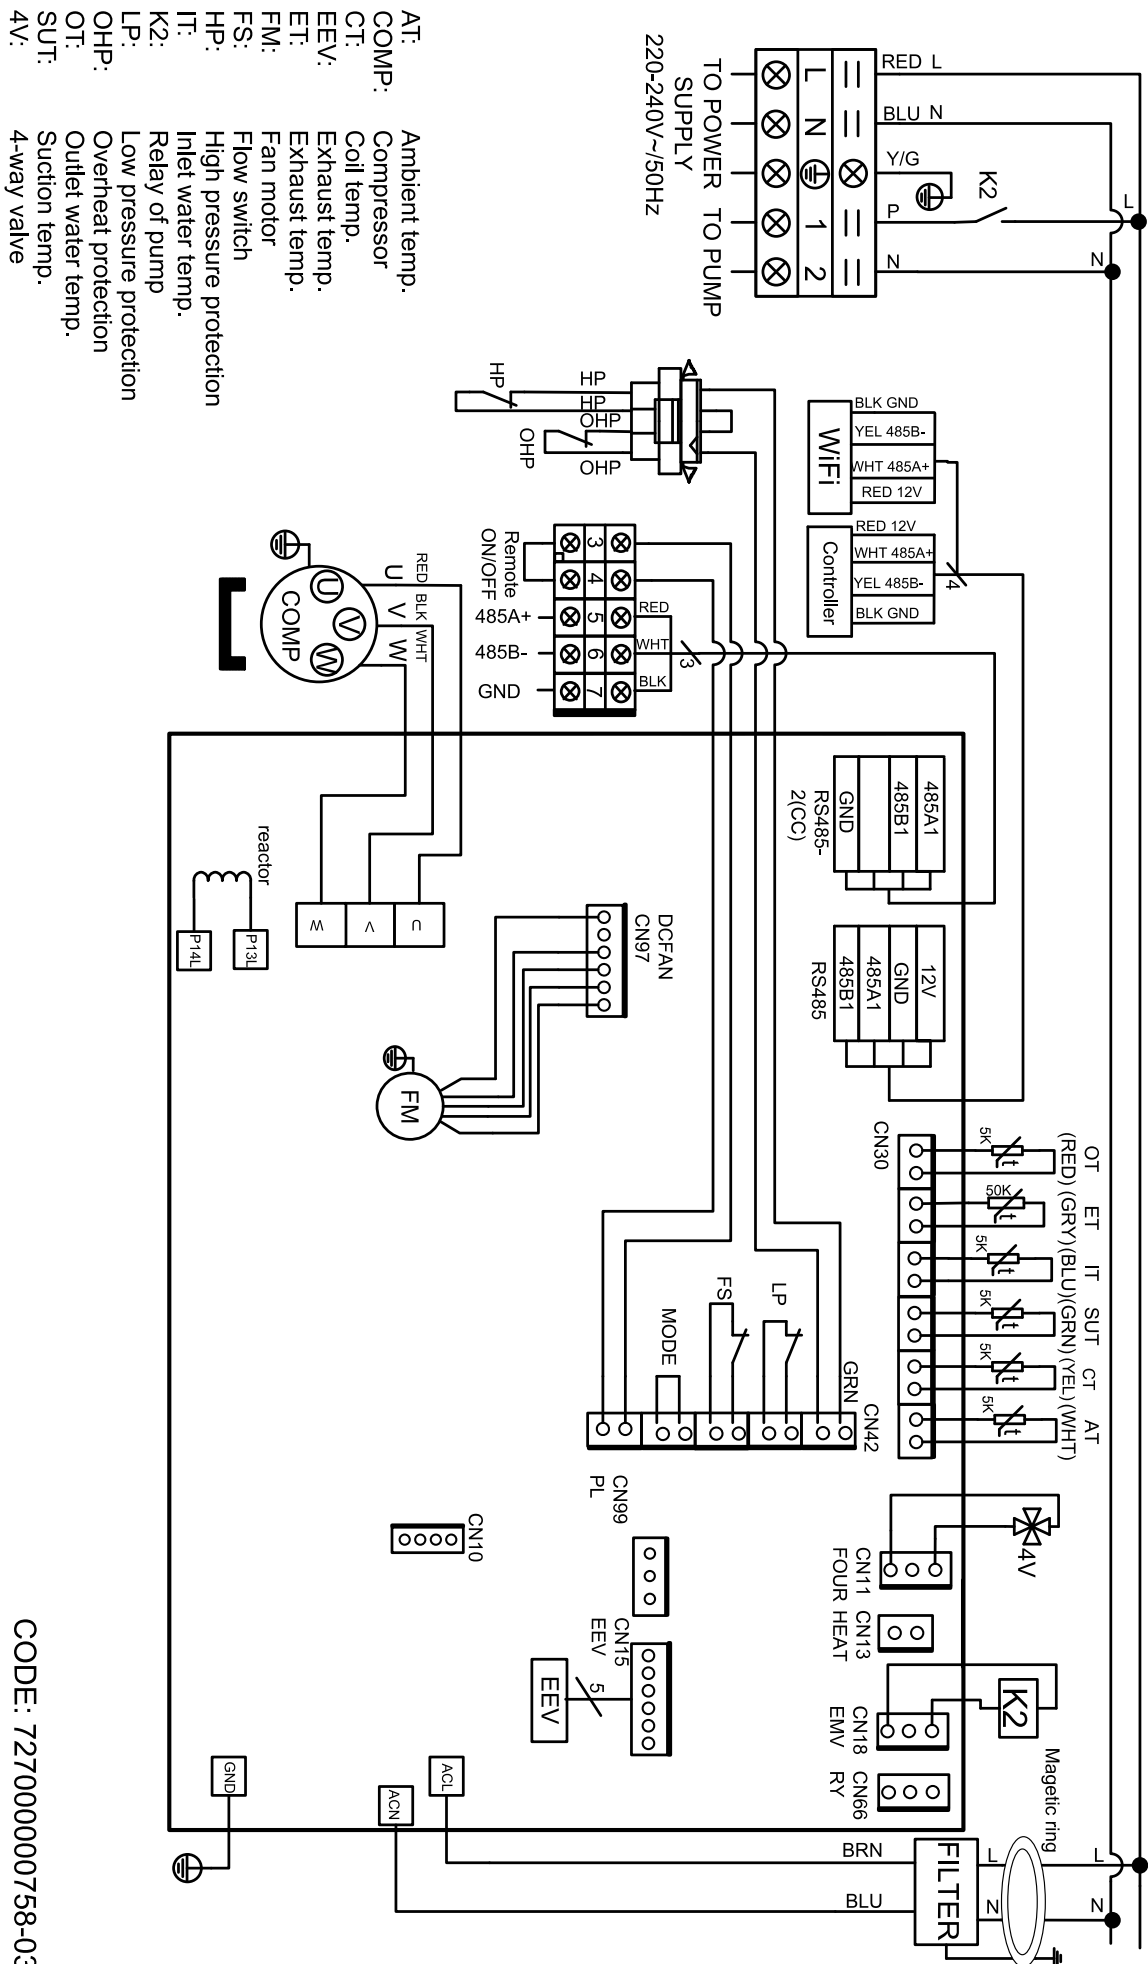 RED L
BLU N
Y/G
P
N
K2
L
N
L
N
1
2
TO POWER
SUPPLY
220-240V~/50Hz
TO PUMP
AT: Ambient temp.
COMP: Compressor
CT: Coil temp.
EEV: Exhaust temp.
ET: Exhaust temp.
FM: Fan motor
FS: Flow switch
HP: High pressure protection
IT: Inlet water temp.
K2: Relay of pump
LP: Low pressure protection
OHP: Overheat protection
OT: Outlet water temp.
SUT: Suction temp.
4V: 4-way valve
HP
HP
HP
OHP
OHP
OHP
WiFi
BLK GND
YEL 485B-
WHT 485A+
RED 12V
Controller
RED 12V
WHT 485A+
YEL 485B-
BLK GND
4
Remote
ON/OFF
485A+
485B-
GND
3
4
5
6
7
RED
WHT
BLK
3
COMP
U
V
W
U
V
W
RED
BLK
WHT
485A1
485B1
GND
RS485-
2(CC)
12V
GND
485A1
485B1
RS485
reactor
P14L
P13L
W
V
U
DCFAN
CN97
FM
CN30
5K
t
OT
(RED)
50K
t
ET
(GRY)
5K
t
IT
(BLU)
5K
t
SUT
(GRN)
5K
t
CT
(YEL)
5K
t
AT
(WHT)
FS
LP
MODE
GRN
CN42
CN99
PL
CN10
CN15
EEV
5
EEV
4V
CN11
FOUR
CN13
HEAT
K2
CN18
EMV
CN66
RY
Magetic ring
GND
ACN
ACL
BRN
BLU
FILTER
L
N
L
N
CODE: 727000000758-03